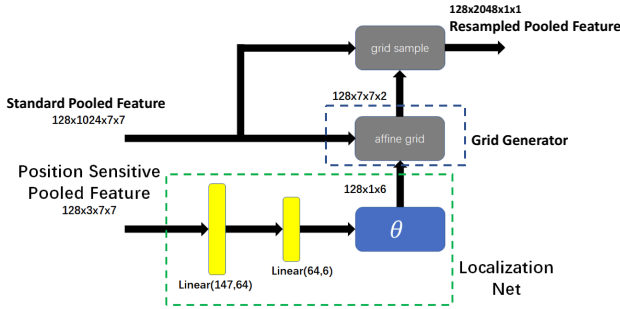 128x2048x1x1
Resampled Pooled Feature
grid sample
128x7x7x2
Standard Pooled Feature
128x1024x7x7
affine grid
Grid Generator
Position Sensitive
Pooled Feature
128x3x7x7
128x1x6
θ
Linear(147,64)
Linear(64,6)
Localization
Net